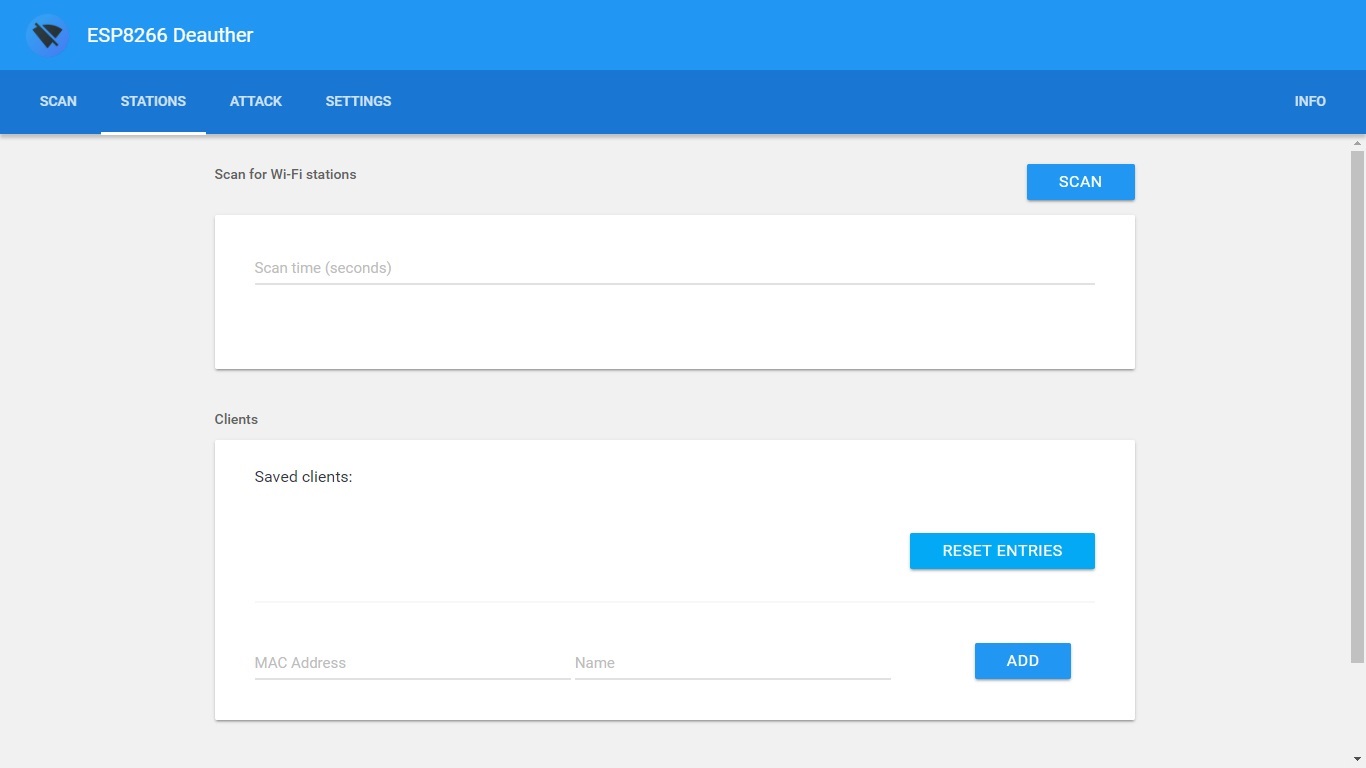 ESP8266 Deauther
SCAN STATIONS ATTACK SETTINGS INFO
Scan for Wi-Fi stations
SCAN
Scan time (seconds)
Clients
Saved clients:
RESET ENTRIES
MAC Address Name ADD